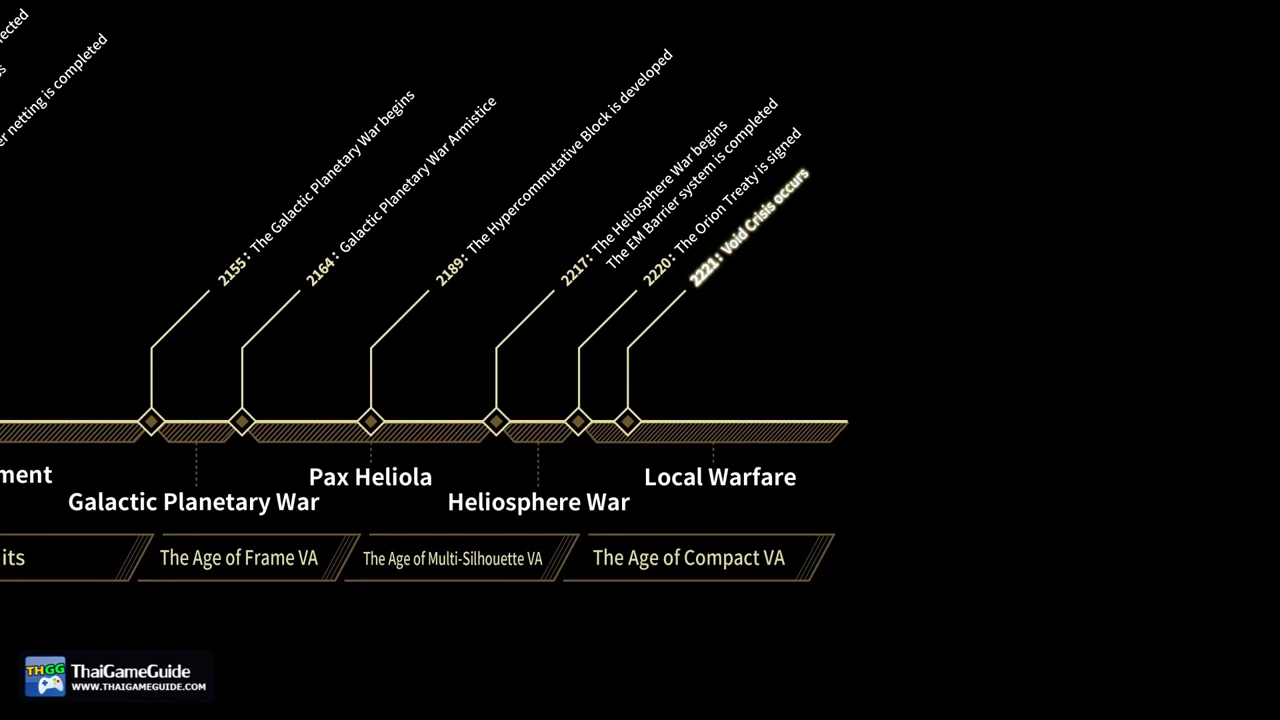 netting is completed
2155: The Galactic Planetary War begins
2164: Galactic Planetary War Armistice
2189: The Hypercommutative Block is developed
2217: The Heliosphere War begins
The EM Barrier system is completed
2220: The Orion Treaty is signed
2221: Void Crisis occurs
Pax Heliola
Local Warfare
Galactic Planetary War
Heliosphere War
The Age of Frame VA
The Age of Multi-Silhouette VA
The Age of Compact VA
THGG
ThaiGameGuide
WWW.THAIGAMEGUIDE.COM